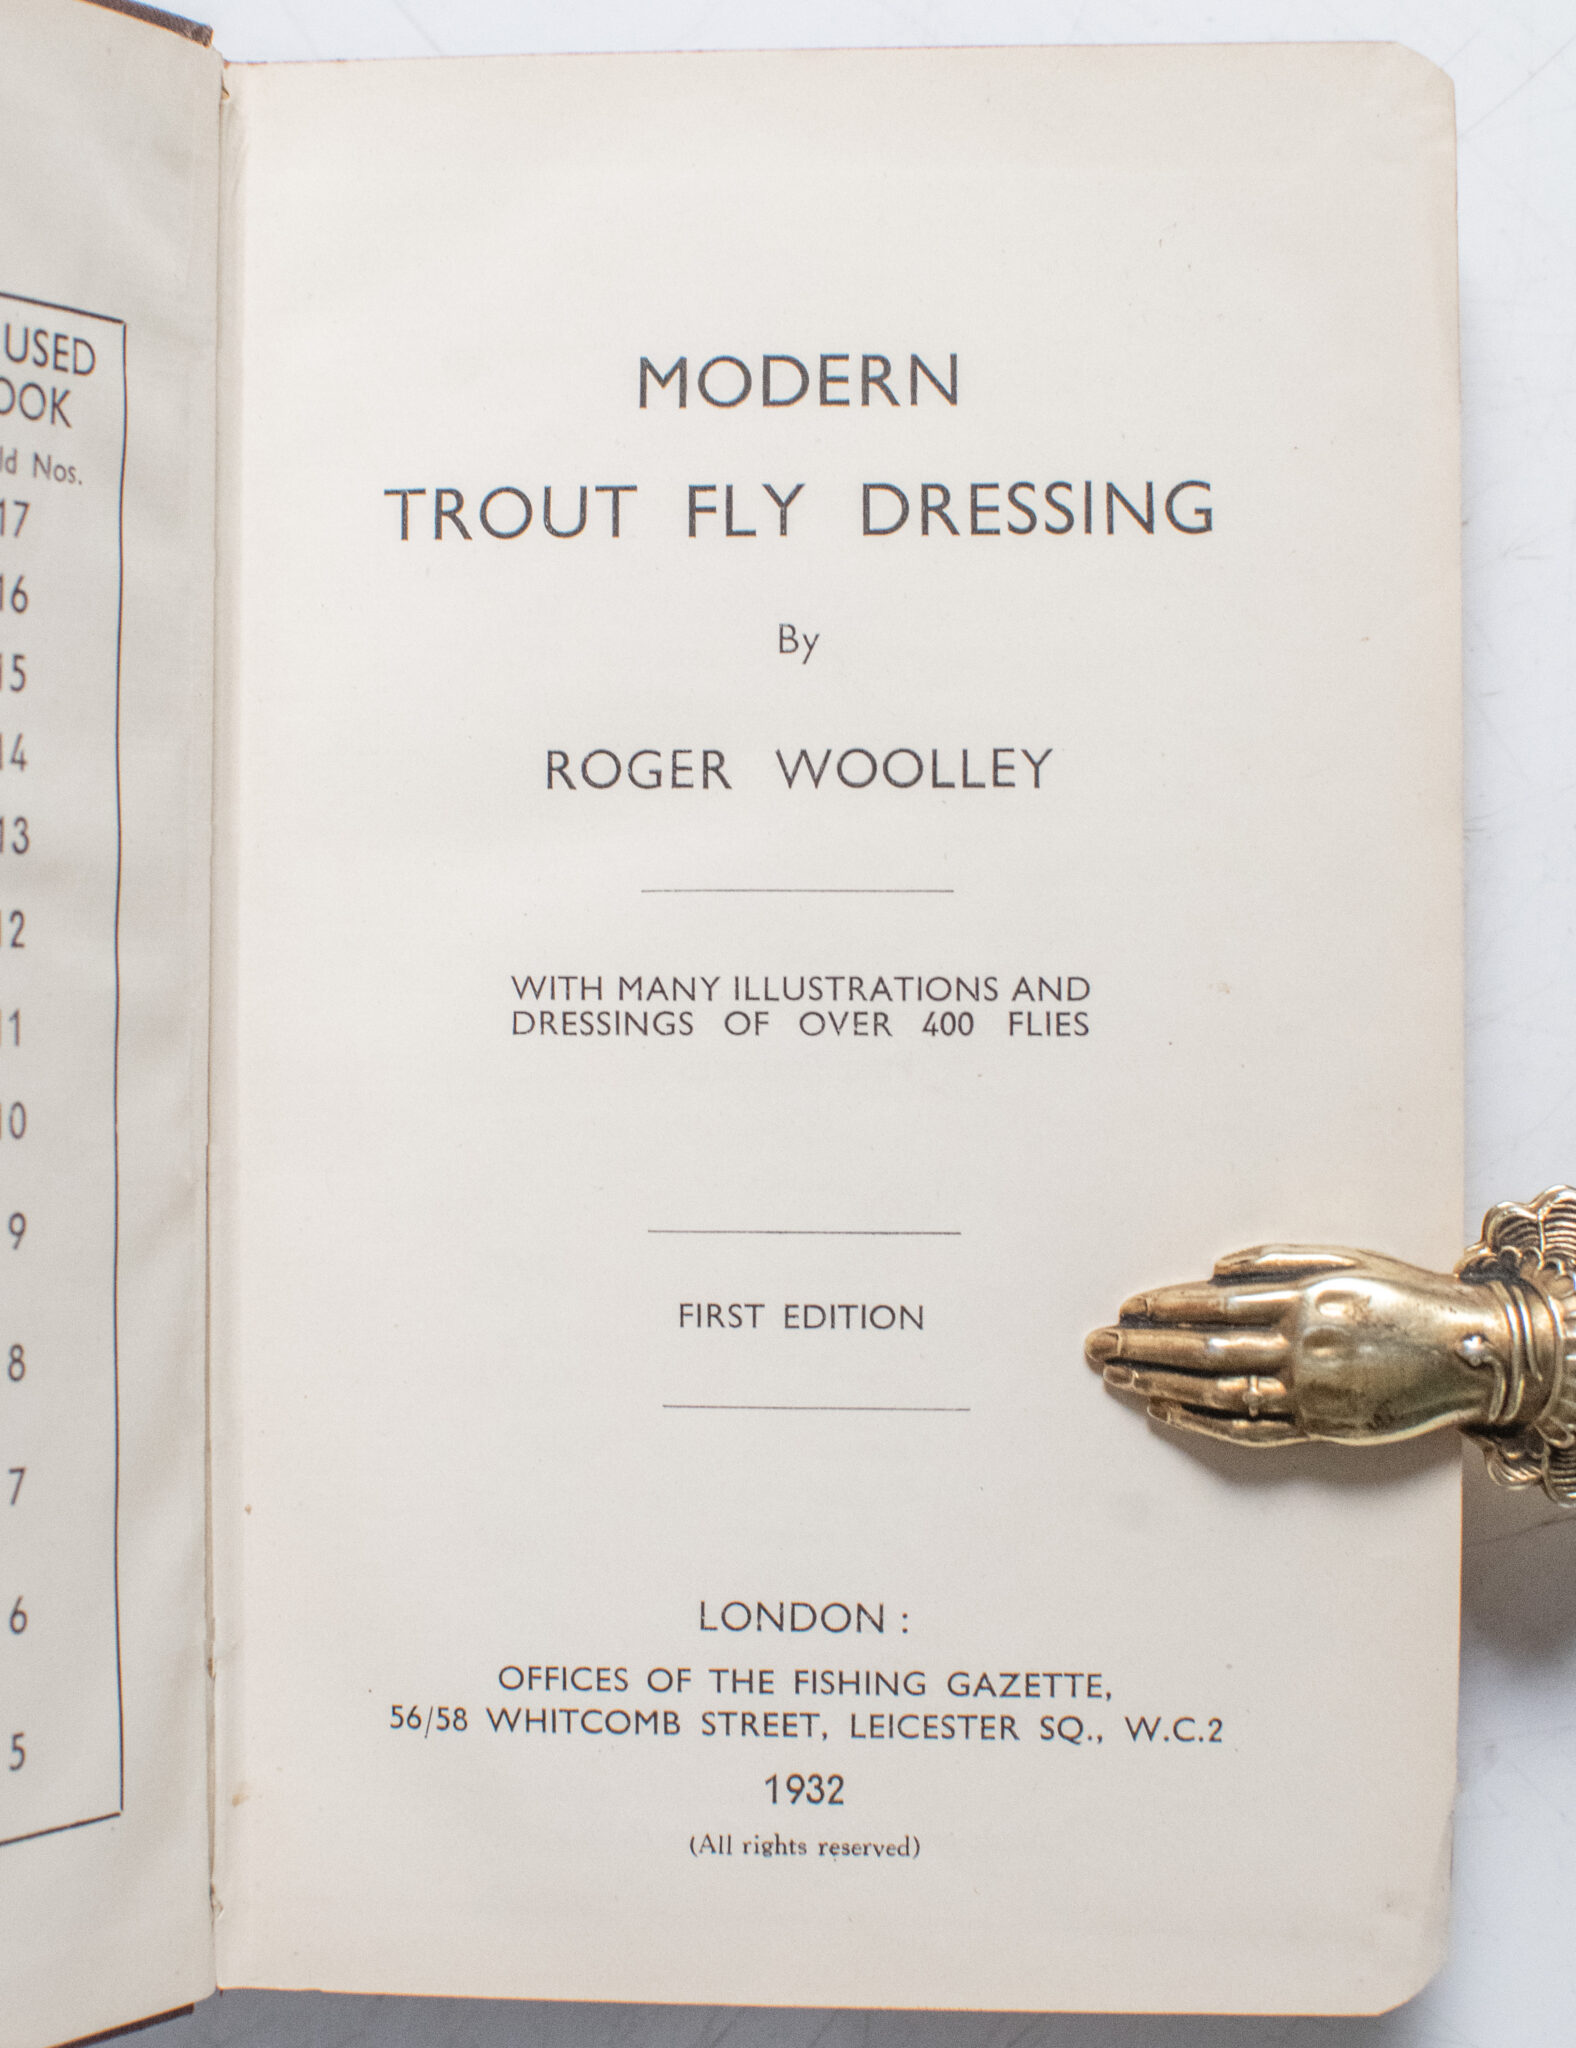 USED
Nos.
17
16
15
14
13
12
11
10
9
8
7
6
5
MODERN
TROUT FLY DRESSING
By
ROGER WOOLLEY
WITH MANY ILLUSTRATIONS AND
DRESSINGS OF OVER 400 FLIES
FIRST EDITION
LONDON :
OFFICES OF THE FISHING GAZETTE,
56/58 WHITCOMB STREET, LEICESTER SQ., W.C.2
1932
(All rights reserved)